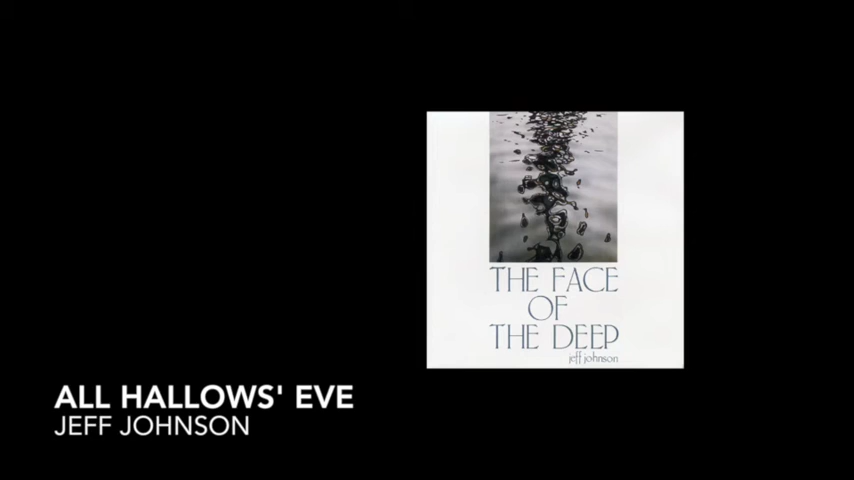 THE FACE
OF
THE DEEP
jeff johnson
ALL HALLOWS' EVE
JEFF JOHNSON